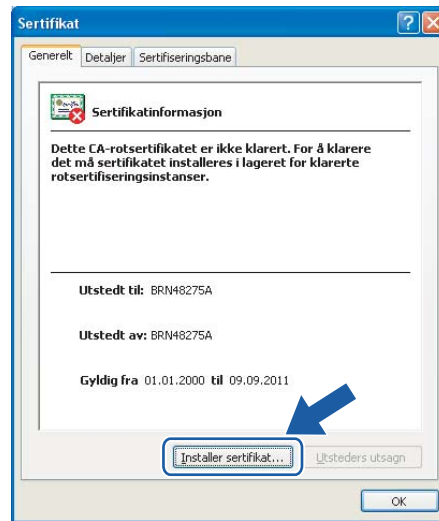 Sertifikat
Generelt Detaljer Sertifiseringsbane
Sertifikatinformasjon
Dette CA-rotsertifikatet er ikke klarert. For å klarere
det må sertifikatet installeres i lageret for klarerte
rotsertifiseringsinstanser.
Utstedt til: BRN48275A
Utstedt av: BRN48275A
Gyldig fra 01.01.2000 til 09.09.2011
Installer sertifikat... Utsteders utsagn
OK